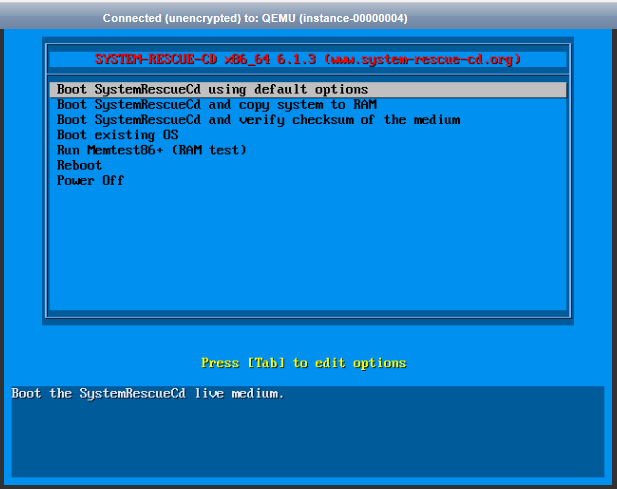 Connected (unencrypted) to: QEMU (instance-00000004)
SYSTEM-RESCUE-CD x86_64 6.1.3 (www.system-rescue-cd.org)
Boot SystemRescueCd using default options
Boot SystemRescueCd and copy system to RAM
Boot SystemRescueCd and verify checksum of the medium
Boot existing OS
Run Memtest86+ (RAM test)
Reboot
Power Off
Press [Tab] to edit options
Boot the SystemRescueCd live medium.